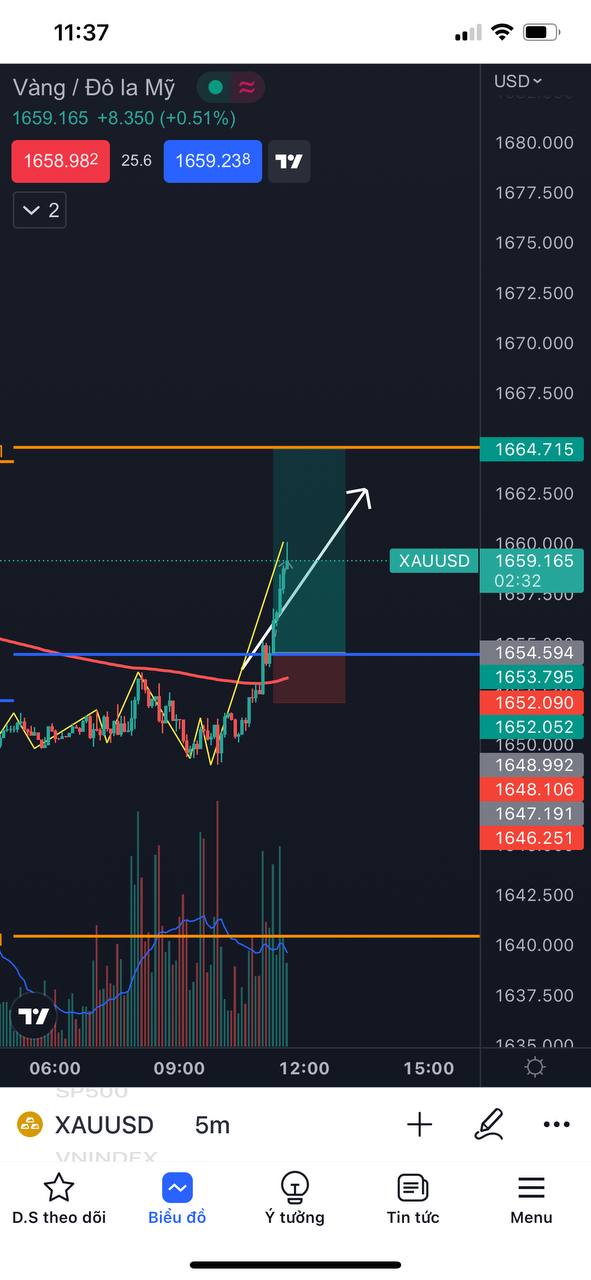 11:37
Vàng / Đô la Mỹ
USD
1659.165 +8.350 (+0.51%)
1658.982 25.6 1659.238
2
1680.000
1677.500
1675.000
1672.500
1670.000
1667.500
1664.715
1662.500
1660.000
XAUUSD 1659.165
02:32
1657.500
1654.594
1653.795
1652.090
1652.052
1650.000
1648.992
1648.106
1647.191
1646.251
1642.500
1640.000
1637.500
1635.000
06:00 09:00 12:00 15:00
SP500
XAUUSD 5m
VNINDEX
D.S theo dõi Biểu đồ Ý tưởng Tin tức Menu